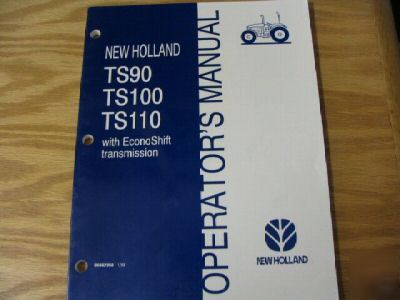 NEW HOLLAND
TS90
TS100
TS110
with EconoShift
transmission
OPERATOR'S MANUAL
NEW HOLLAND